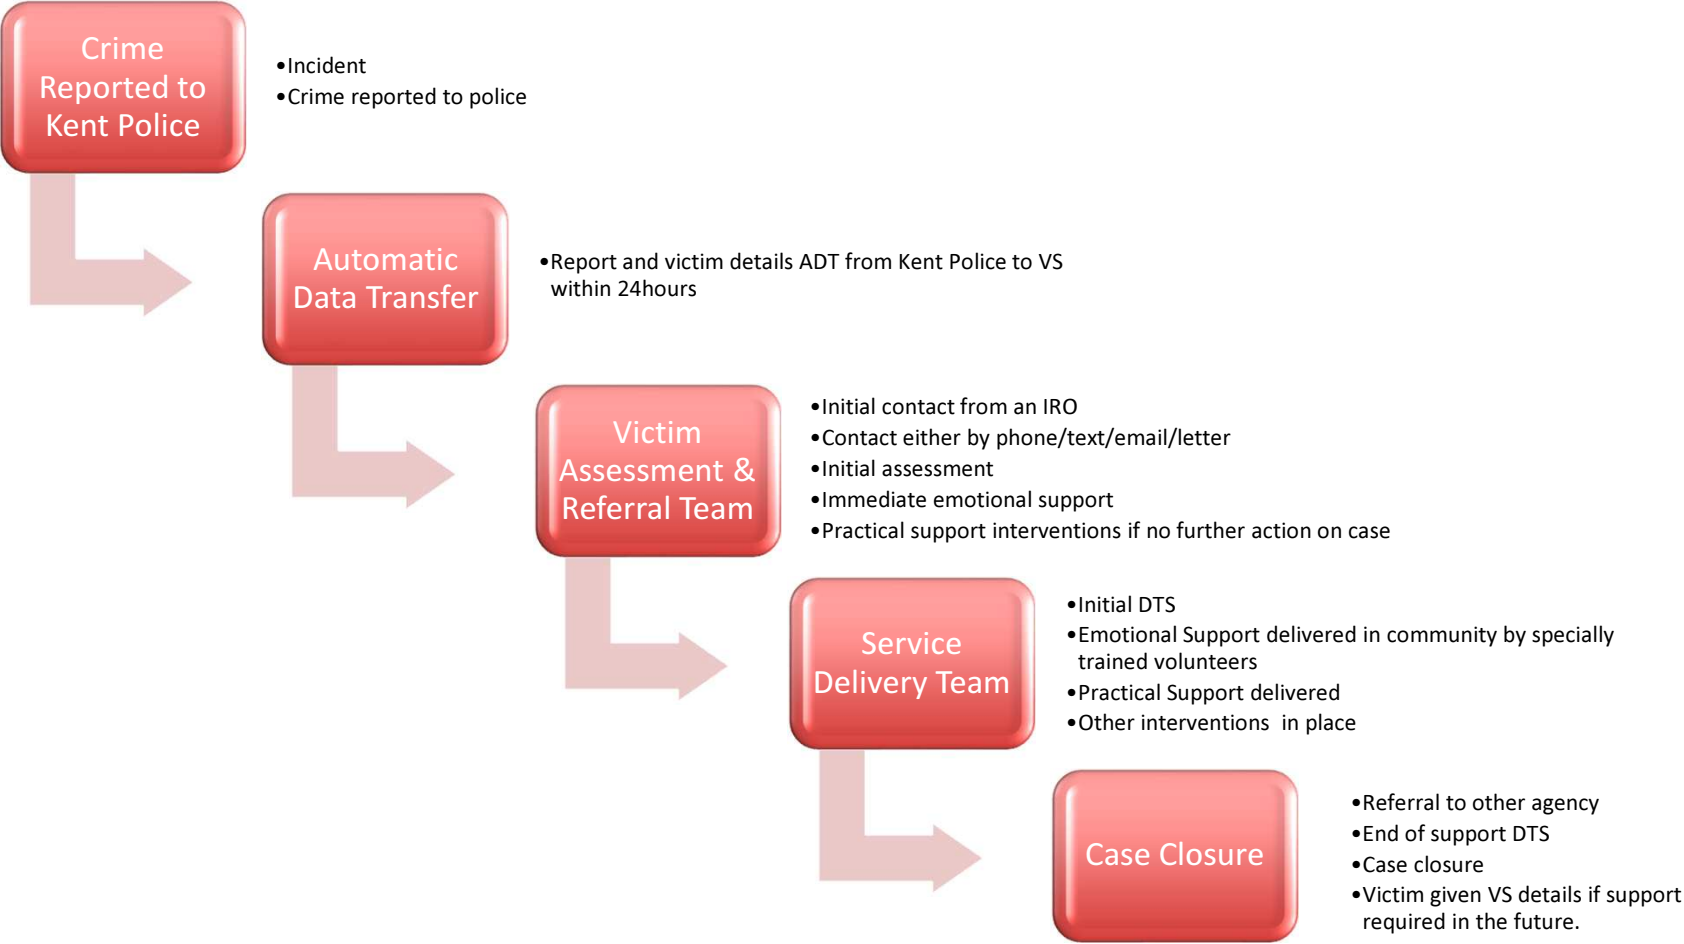 Crime
Reported to
Kent Police
•Incident
•Crime reported to police
Automatic
Data Transfer
•Report and victim details ADT from Kent Police to VS
within 24hours
Victim
Assessment &
Referral Team
•Initial contact from an IRO
•Contact either by phone/text/email/letter
•Initial assessment
•Immediate emotional support
•Practical support interventions if no further action on case
Service
Delivery Team
•Initial DTS
•Emotional Support delivered in community by specially
trained volunteers
•Practical Support delivered
•Other interventions  in place
Case Closure
•Referral to other agency
•End of support DTS
•Case closure
•Victim given VS details if support
required in the future.